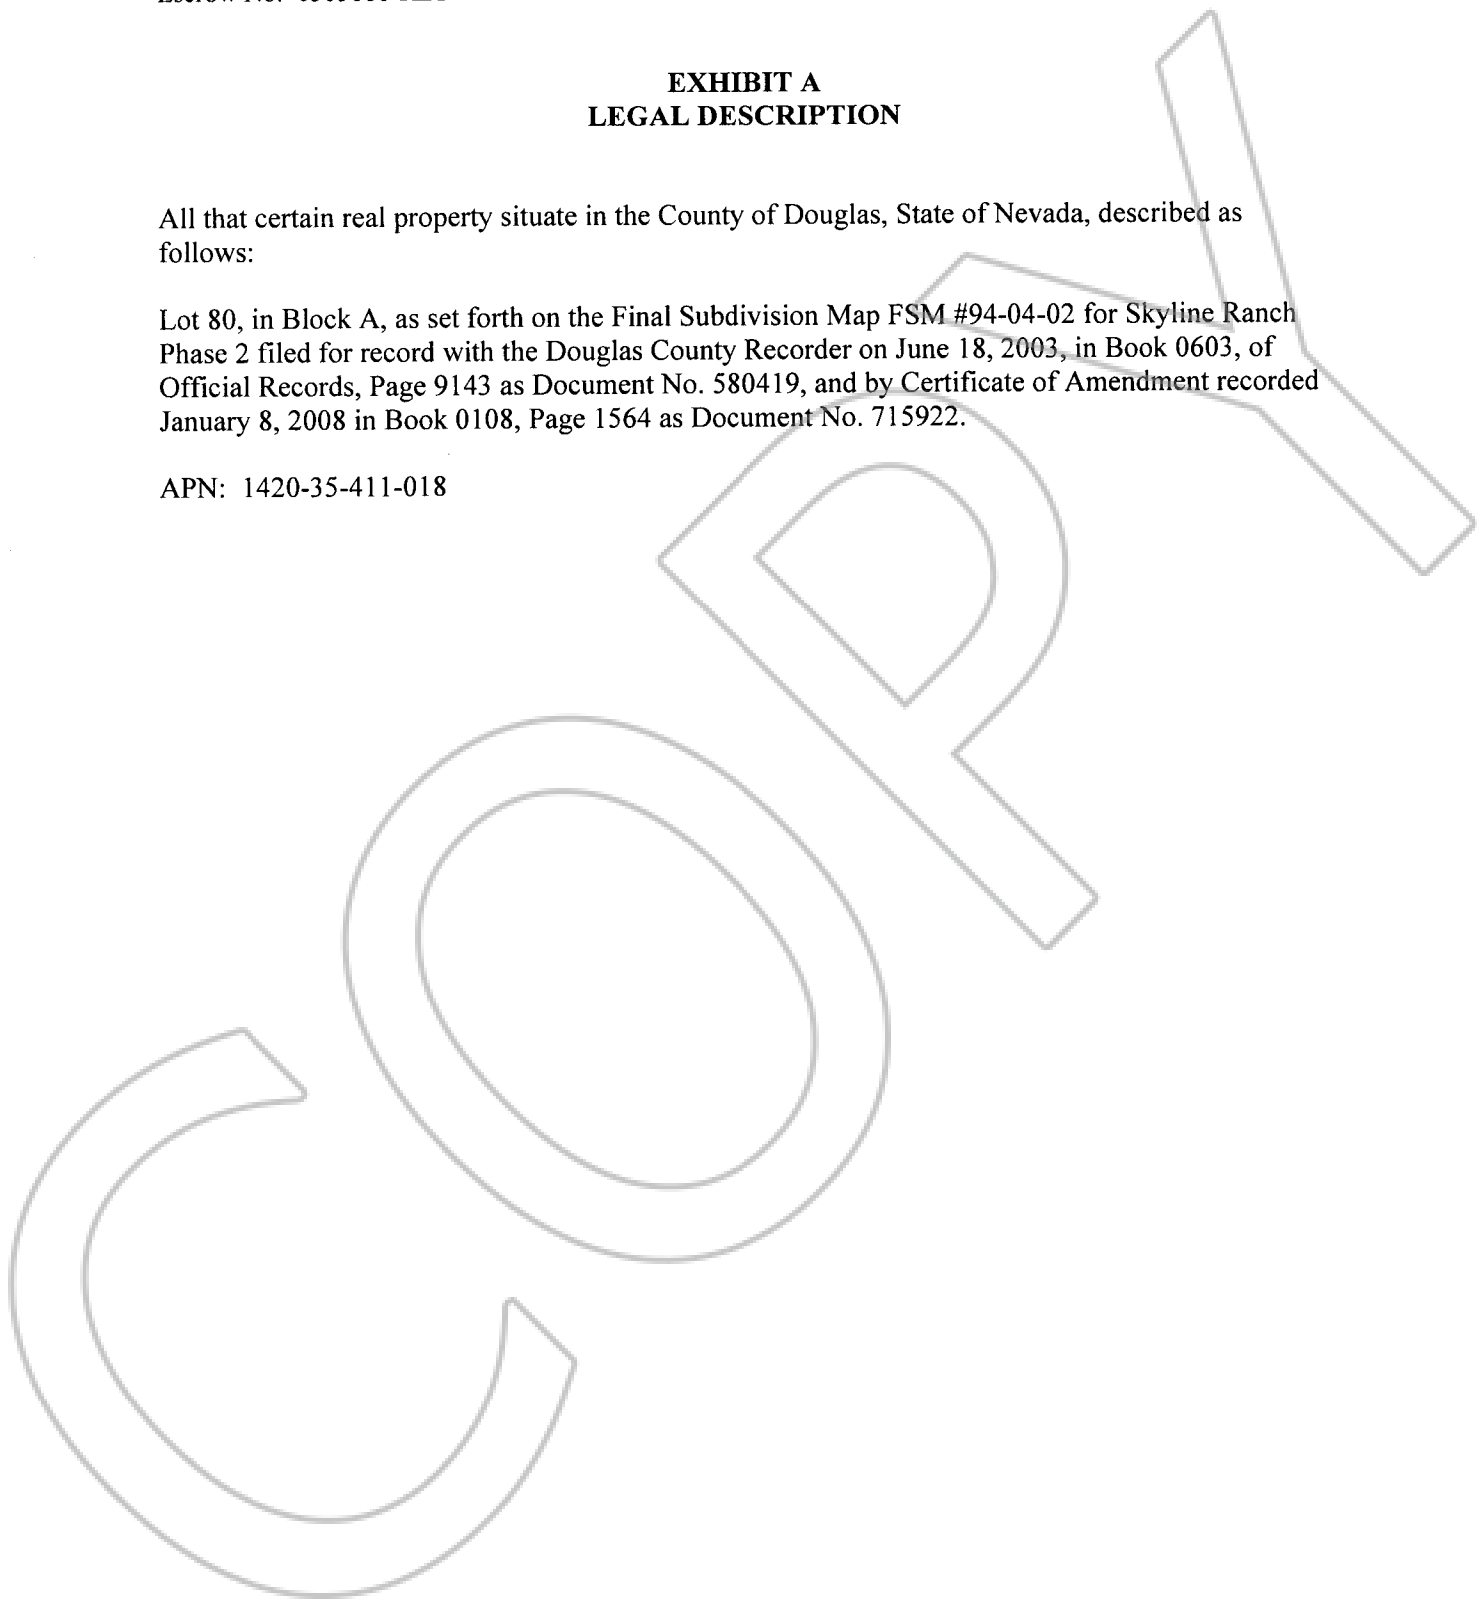 Escrow No.
EXHIBIT A
LEGAL DESCRIPTION
All that certain real property situate in the County of Douglas, State of Nevada, described as
follows:
Lot 80, in Block A, as set forth on the Final Subdivision Map FSM #94-04-02 for Skyline Ranch
Phase 2 filed for record with the Douglas County Recorder on June 18, 2003, in Book 0603, of
Official Records, Page 9143 as Document No. 580419, and by Certificate of Amendment recorded
January 8, 2008 in Book 0108, Page 1564 as Document No. 715922.
APN: 1420-35-411-018
COPY